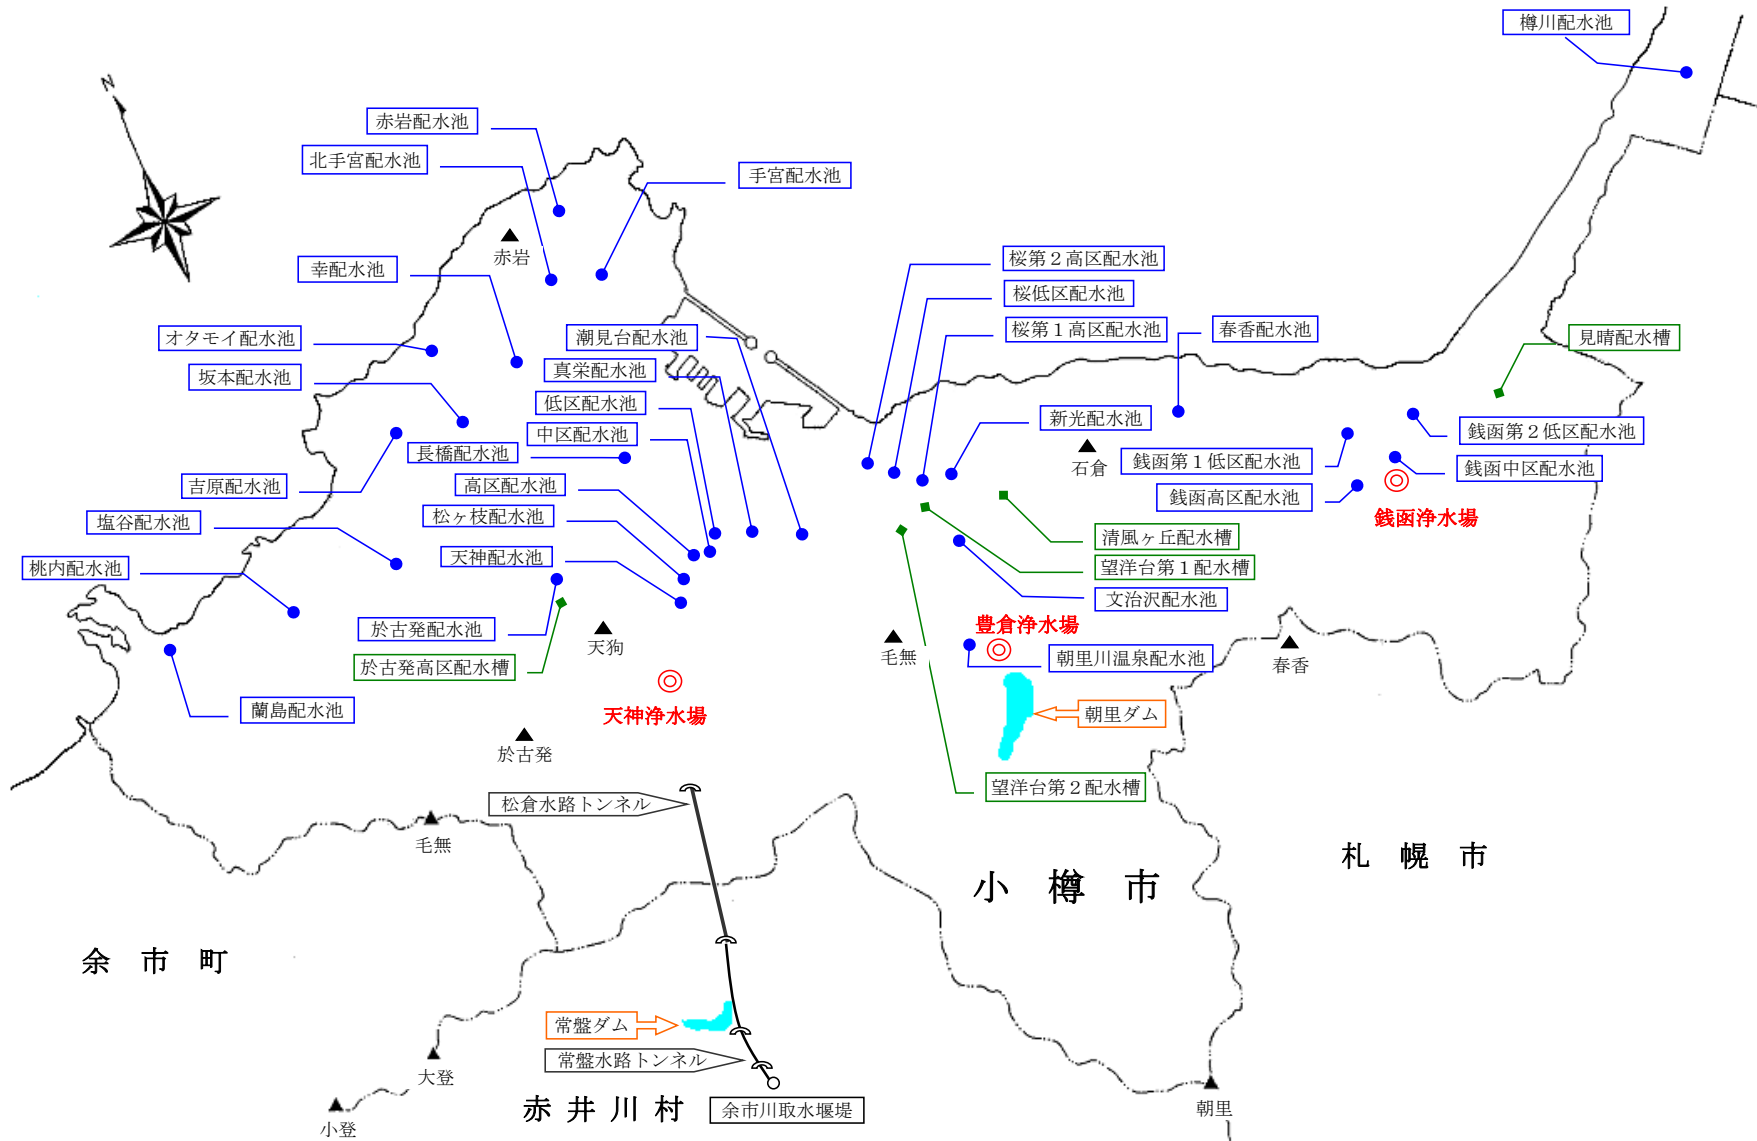 樽川配水池
N
赤岩配水池
北手宮配水池
手宮配水池
赤岩
幸配水池
桜第2高区配水池
桜低区配水池
桜第1高区配水池
春香配水池
見晴配水槽
オタモイ配水池
潮見台配水池
坂本配水池
真栄配水池
低区配水池
中区配水池
新光配水池
銭函第2低区配水池
長橋配水池
石倉
銭函第1低区配水池
銭函中区配水池
吉原配水池
高区配水池
銭函高区配水池
塩谷配水池
松ヶ枝配水池
銭函浄水場
清風ヶ丘配水槽
天神配水池
桃内配水池
望洋台第1配水槽
文治沢配水池
於古発配水池
豊倉浄水場
天狗
毛無
朝里川温泉配水池
春香
於古発高区配水槽
蘭島配水池
天神浄水場
朝里ダム
於古発
望洋台第2配水槽
松倉水路トンネル
毛無
札幌市
小樽市
余市町
常盤ダム
常盤水路トンネル
大登
赤井川村
余市川取水堰堤
朝里
小登